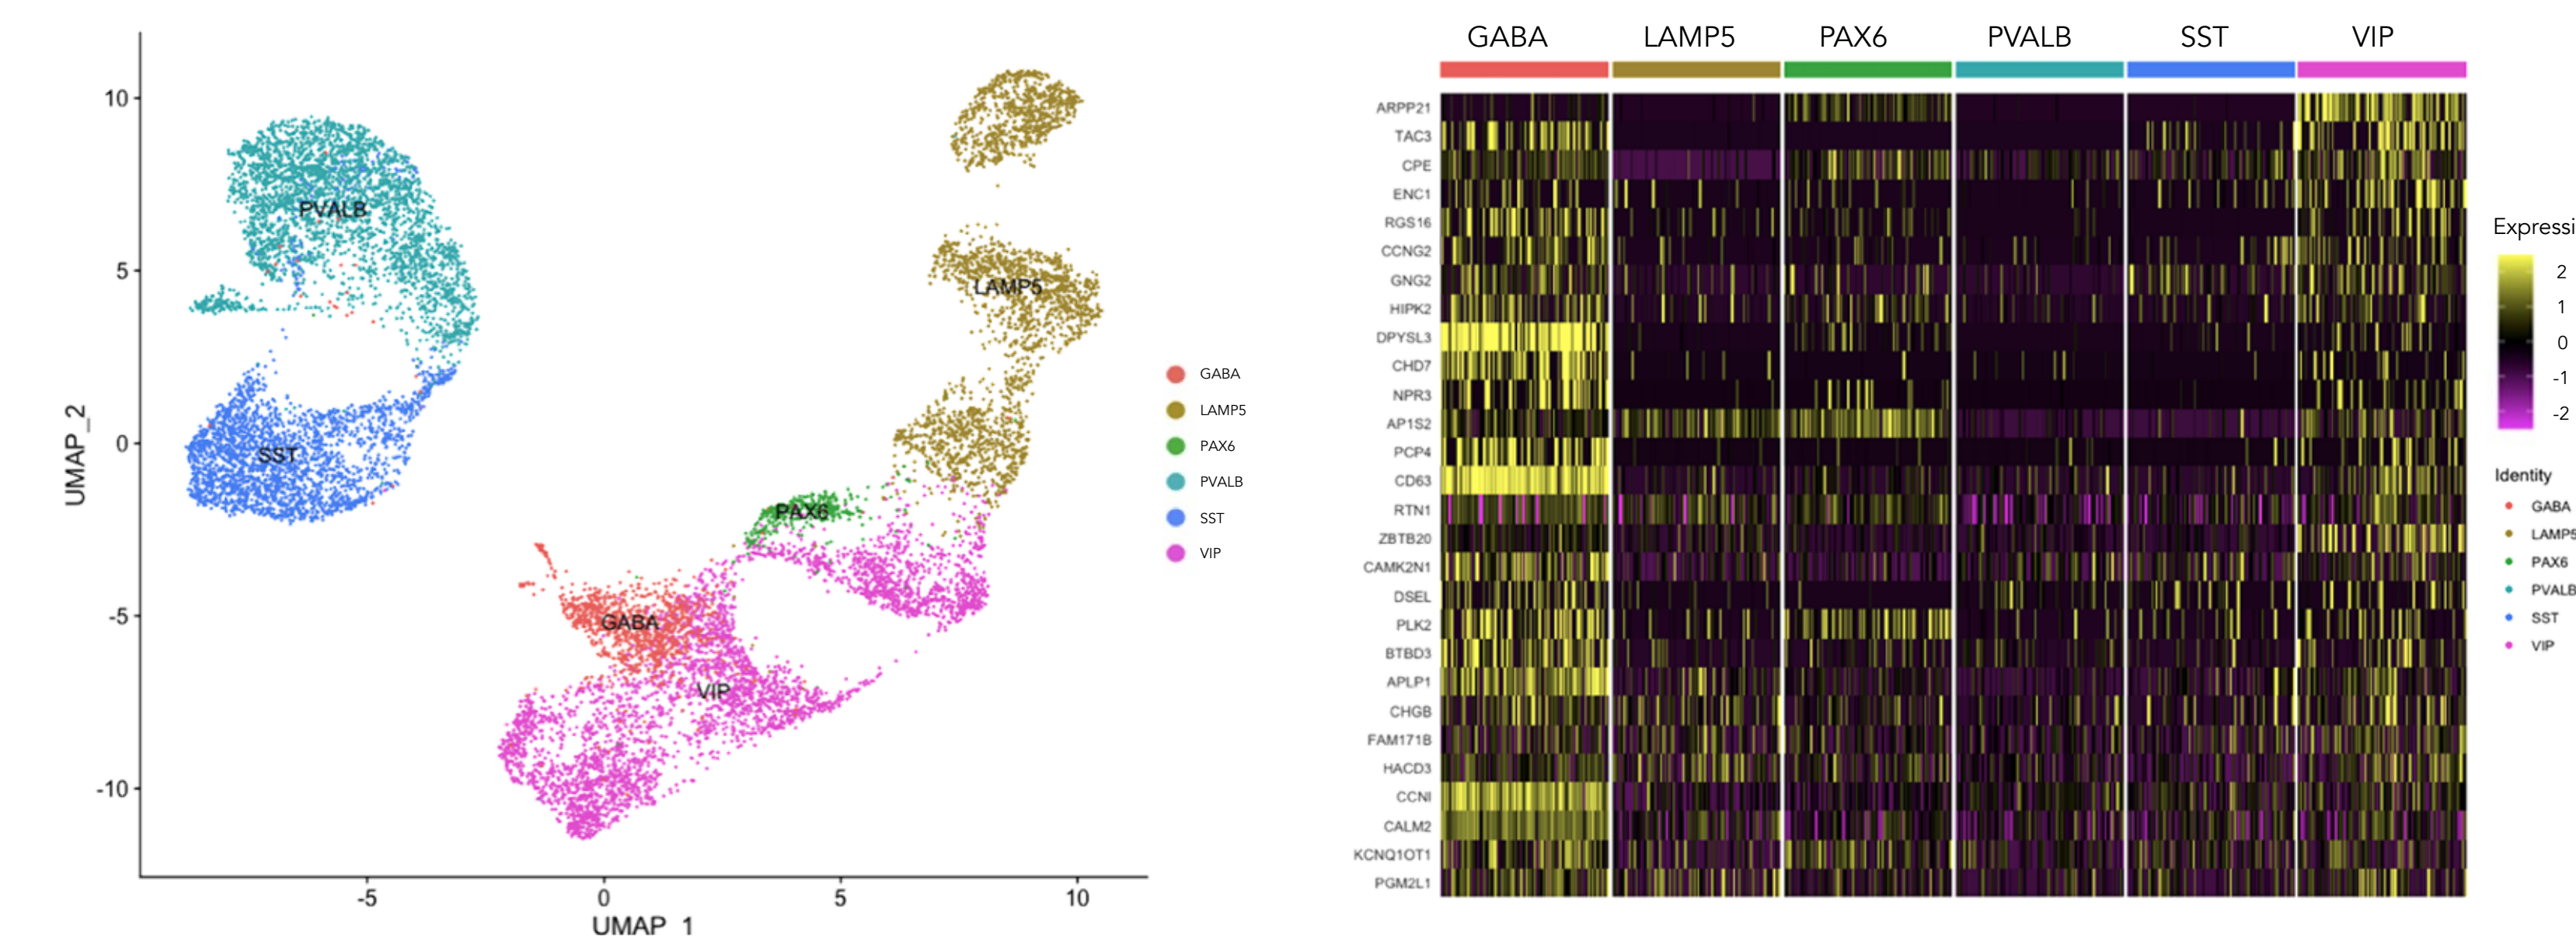 10
5
0
-5
-10
UMAP_2
-5
0
5
10
UMAP_1
PVALB
SST
LAMP5
PAX6
GABA
VIP
GABA
LAMP5
PAX6
PVALB
SST
VIP
GABA LAMP5 PAX6 PVALB SST VIP
ARPP21
TAC3
CPE
ENC1
RGS16
CCNG2
GNG2
HIPK2
DPYSL3
CHD7
NPR3
AP1S2
PCP4
CD63
RTN1
ZBTB20
CAMK2N1
DSEL
PLK2
BTBD3
APLP1
CHGB
FAM171B
HACD3
CCNI
CALM2
KCNQ1OT1
PGM2L1
Expressi
2
1
0
-1
-2
Identity
GABA
LAMP5
PAX6
PVALB
SST
VIP